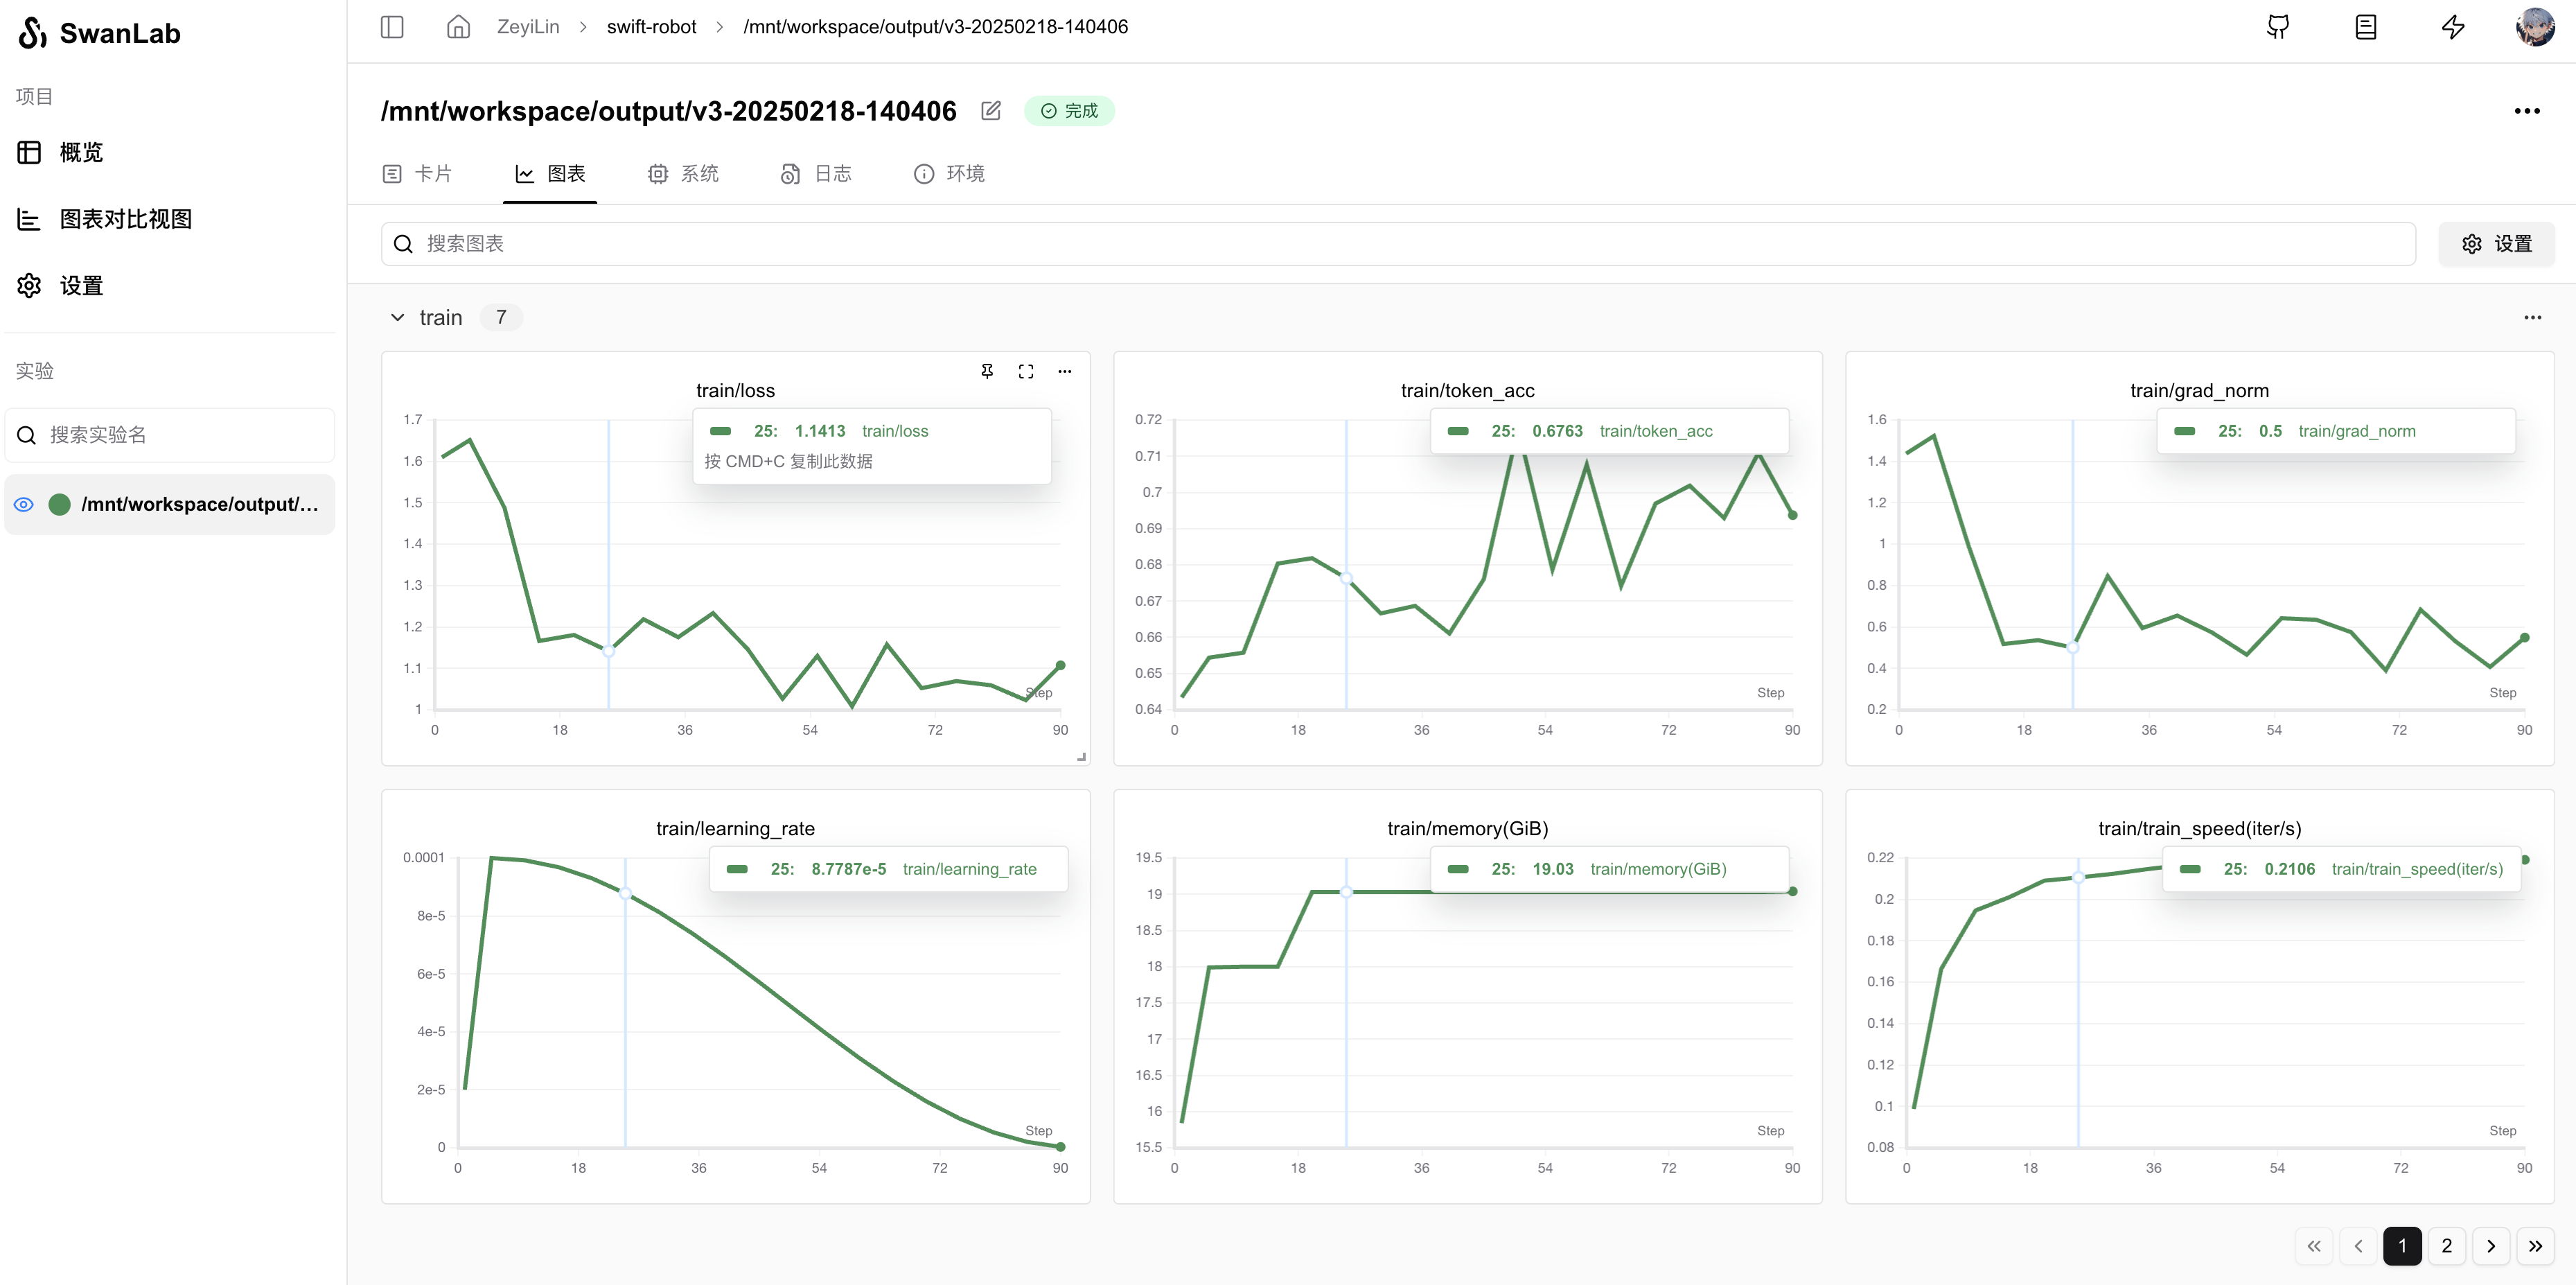 SwanLab
项目
概览
图表对比视图
设置
实验
搜索实验名
/mnt/workspace/output/...
ZeyiLin > swift-robot > /mnt/workspace/output/v3-20250218-140406
/mnt/workspace/output/v3-20250218-140406 完成
卡片 图表 系统 日志 环境
搜索图表 设置
train 7
train/loss
25: 1.1413 train/loss
按 CMD+C 复制此数据
1.7
1.6
1.5
1.4
1.3
1.2
1.1
1
Step
0 18 36 54 72 90
train/token_acc
25: 0.6763 train/token_acc
0.72
0.71
0.7
0.69
0.68
0.67
0.66
0.65
0.64
Step
0 18 36 54 72 90
train/grad_norm
25: 0.5 train/grad_norm
1.6
1.4
1.2
1
0.8
0.6
0.4
0.2
Step
0 18 36 54 72 90
train/learning_rate
25: 8.7787e-5 train/learning_rate
0.0001
8e-5
6e-5
4e-5
2e-5
0
Step
0 18 36 54 72 90
train/memory(GiB)
25: 19.03 train/memory(GiB)
19.5
19
18.5
18
17.5
17
16.5
16
15.5
Step
0 18 36 54 72 90
train/train_speed(iter/s)
25: 0.2106 train/train_speed(iter/s)
0.22
0.2
0.18
0.16
0.14
0.12
0.1
0.08
Step
0 18 36 54 72 90
1 2